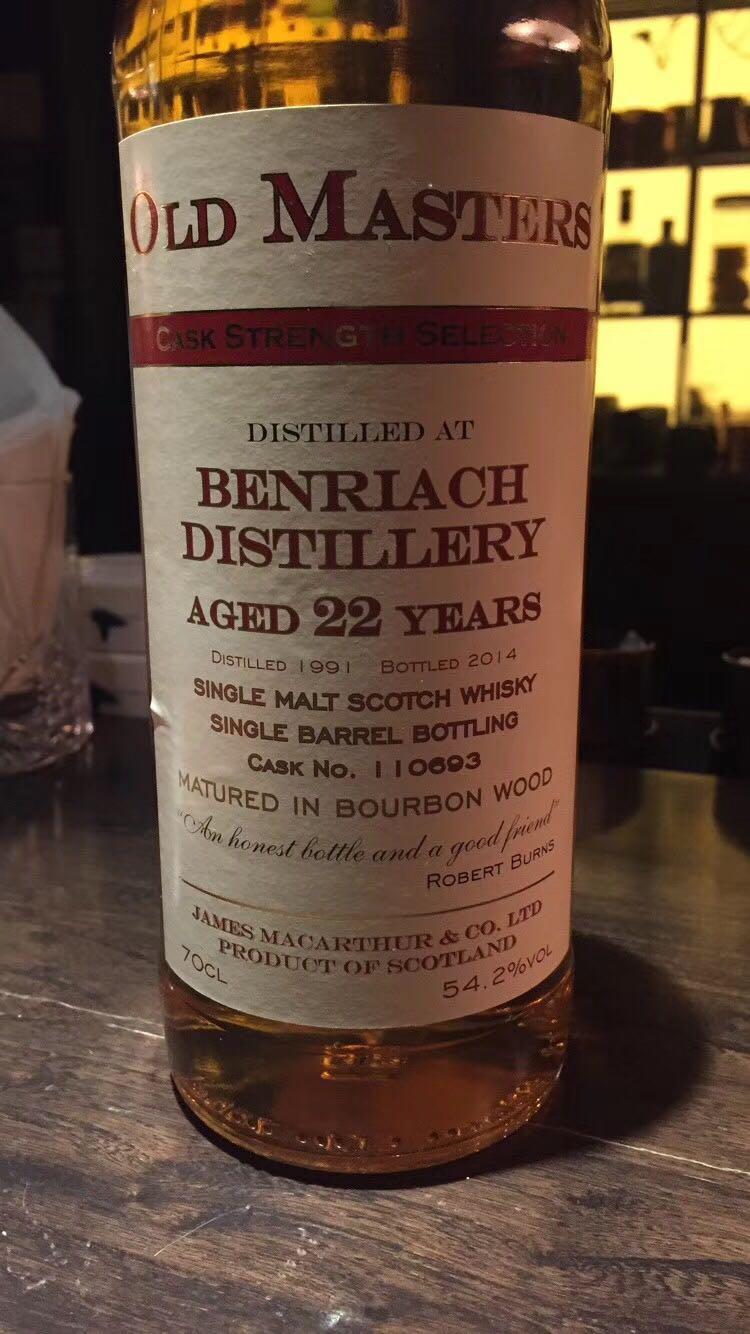 OLD MASTERS
CASK STRENGTH SELECTION
DISTILLED AT
BENRIACH
DISTILLERY
AGED 22 YEARS
DISTILLED 1991 BOTTLED 2014
SINGLE MALT SCOTCH WHISKY
SINGLE BARREL BOTTLING
CASK NO. 110693
MATURED IN BOURBON WOOD
"An honest bottle and a good friend"
ROBERT BURNS
JAMES MACARTHUR & CO. LTD
PRODUCT OF SCOTLAND
70CL 54.2%VOL